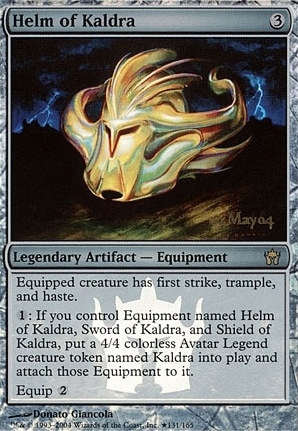 Helm of Kaldra 3
May04
Legendary Artifact — Equipment
Equipped creature has first strike, trample,
and haste.
1: If you control Equipment named Helm
of Kaldra, Sword of Kaldra, and Shield of
Kaldra, put a 4/4 colorless Avatar Legend
creature token named Kaldra into play and
attach those Equipment to it.
Equip 2
Donato Giancola
™ & © 1993–2004 Wizards of the Coast, Inc. ★131/165